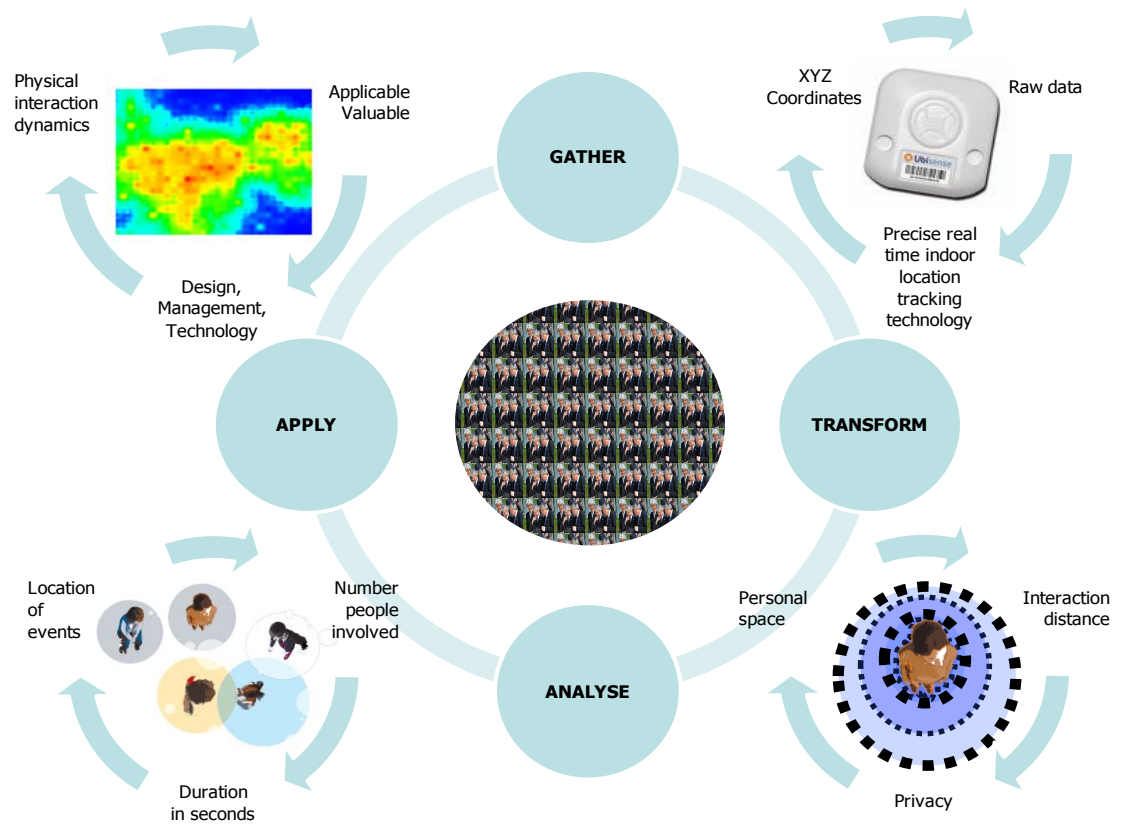 Physical
interaction
dynamics
Applicable
Valuable
Design,
Management,
Technology
GATHER
XYZ
Coordinates
Raw data
Ubisense
Precise real
time indoor
location
tracking
technology
APPLY
TRANSFORM
Location
of
events
Number
people
involved
Duration
in seconds
ANALYSE
Personal
space
Interaction
distance
Privacy